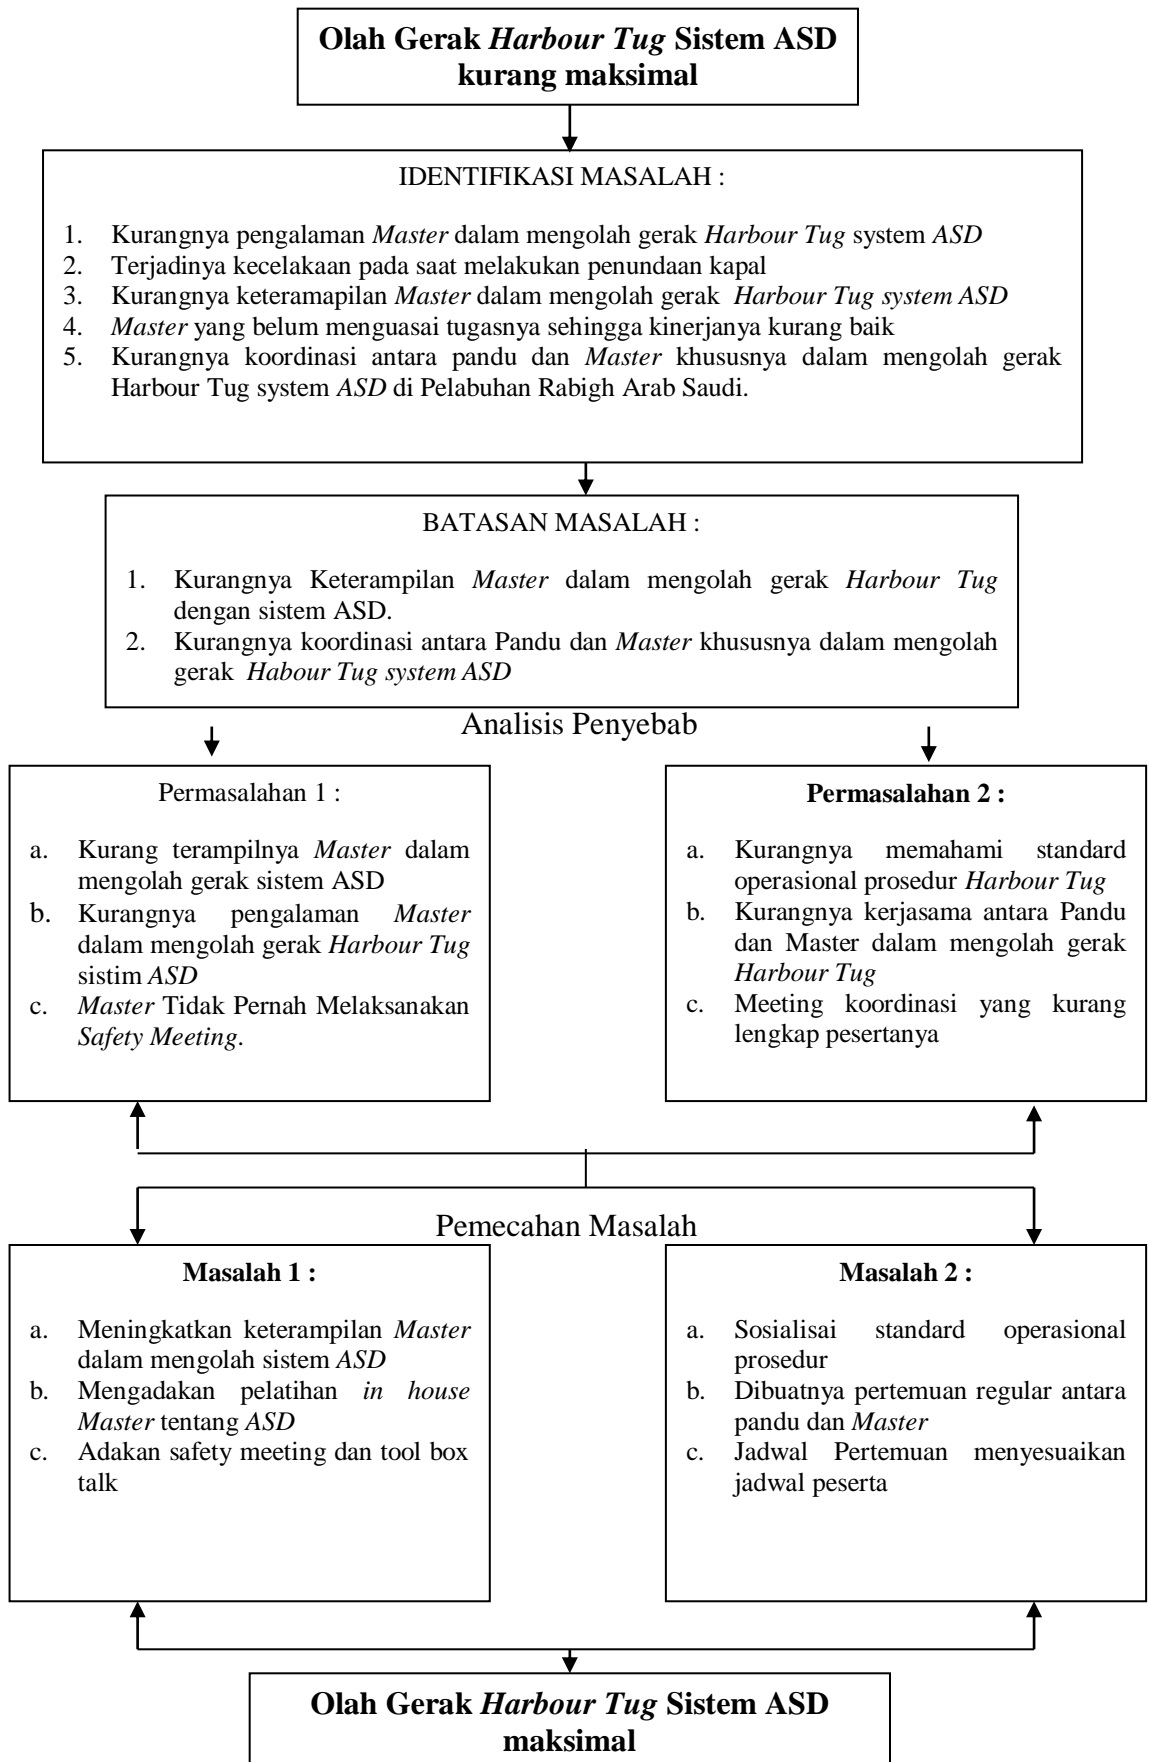 Olah Gerak Harbour Tug Sistem ASD
kurang maksimal
IDENTIFIKASI MASALAH :
1. Kurangnya pengalaman Master dalam mengolah gerak Harbour Tug system ASD
2. Terjadinya kecelakaan pada saat melakukan penundaan kapal
3. Kurangnya keteramapilan Master dalam mengolah gerak Harbour Tug system ASD
4. Master yang belum menguasai tugasnya sehingga kinerjanya kurang baik
5. Kurangnya koordinasi antara pandu dan Master khususnya dalam mengolah gerak
Harbour Tug system ASD di Pelabuhan Rabigh Arab Saudi.
BATASAN MASALAH :
1. Kurangnya Keterampilan Master dalam mengolah gerak Harbour Tug
dengan sistem ASD.
2. Kurangnya koordinasi antara Pandu dan Master khususnya dalam mengolah
gerak Habour Tug system ASD
Analisis Penyebab
Permasalahan 1 :
a. Kurang terampilnya Master dalam
mengolah gerak sistem ASD
b. Kurangnya pengalaman Master
dalam mengolah gerak Harbour Tug
sistim ASD
c. Master Tidak Pernah Melaksanakan
Safety Meeting.
Permasalahan 2 :
a. Kurangnya memahami standard
operasional prosedur Harbour Tug
b. Kurangnya kerjasama antara Pandu
dan Master dalam mengolah gerak
Harbour Tug
c. Meeting koordinasi yang kurang
lengkap pesertanya
Pemecahan Masalah
Masalah 1 :
a. Meningkatkan keterampilan Master
dalam mengolah sistem ASD
b. Mengadakan pelatihan in house
Master tentang ASD
c. Adakan safety meeting dan tool box
talk
Masalah 2 :
a. Sosialisai standard operasional
prosedur
b. Dibuatnya pertemuan regular antara
pandu dan Master
c. Jadwal Pertemuan menyesuaikan
jadwal peserta
Olah Gerak Harbour Tug Sistem ASD
maksimal